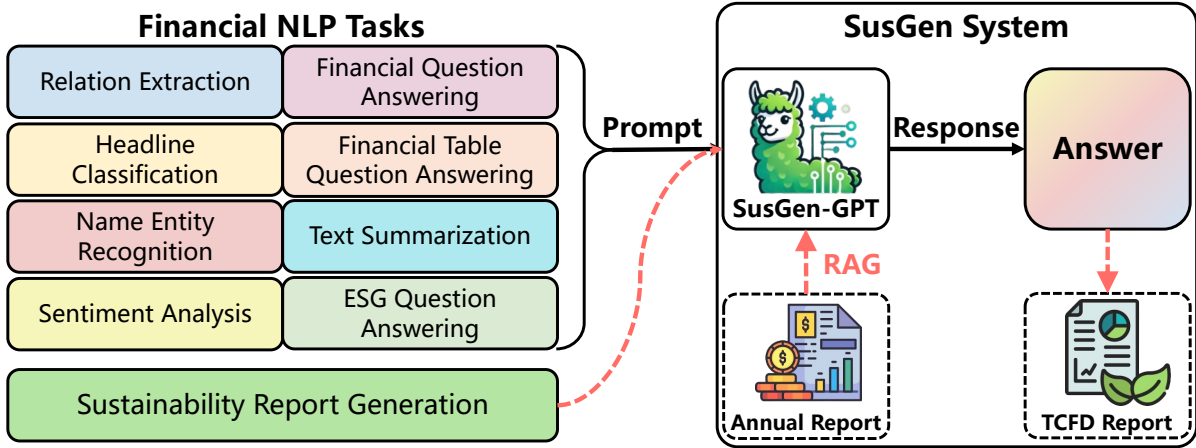 Financial NLP Tasks
Relation Extraction
Financial Question
Answering
Headline
Classification
Financial Table
Question Answering
Name Entity
Recognition
Text Summarization
Sentiment Analysis
ESG Question
Answering
Sustainability Report Generation
Prompt
SusGen System
SusGen-GPT
Response
Answer
RAG
Annual Report
TCFD Report